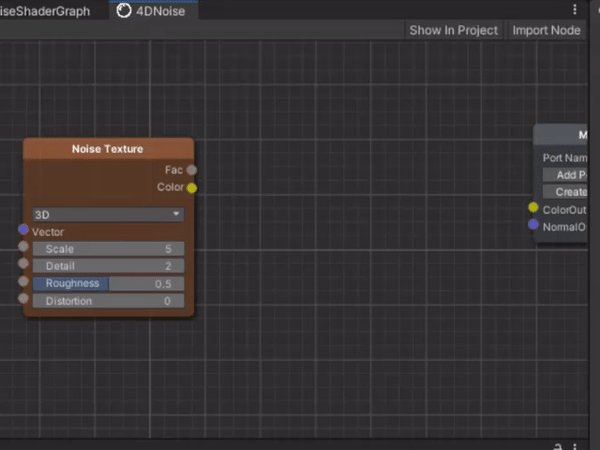 iseShaderGraph 4DNoise
Show In Project Import Node
Noise Texture
Fac
Color
3D
Vector
Scale 5
Detail 2
Roughness 0.5
Distortion 0
M
Port Nam
Add P
Create
ColorOut
NormalO